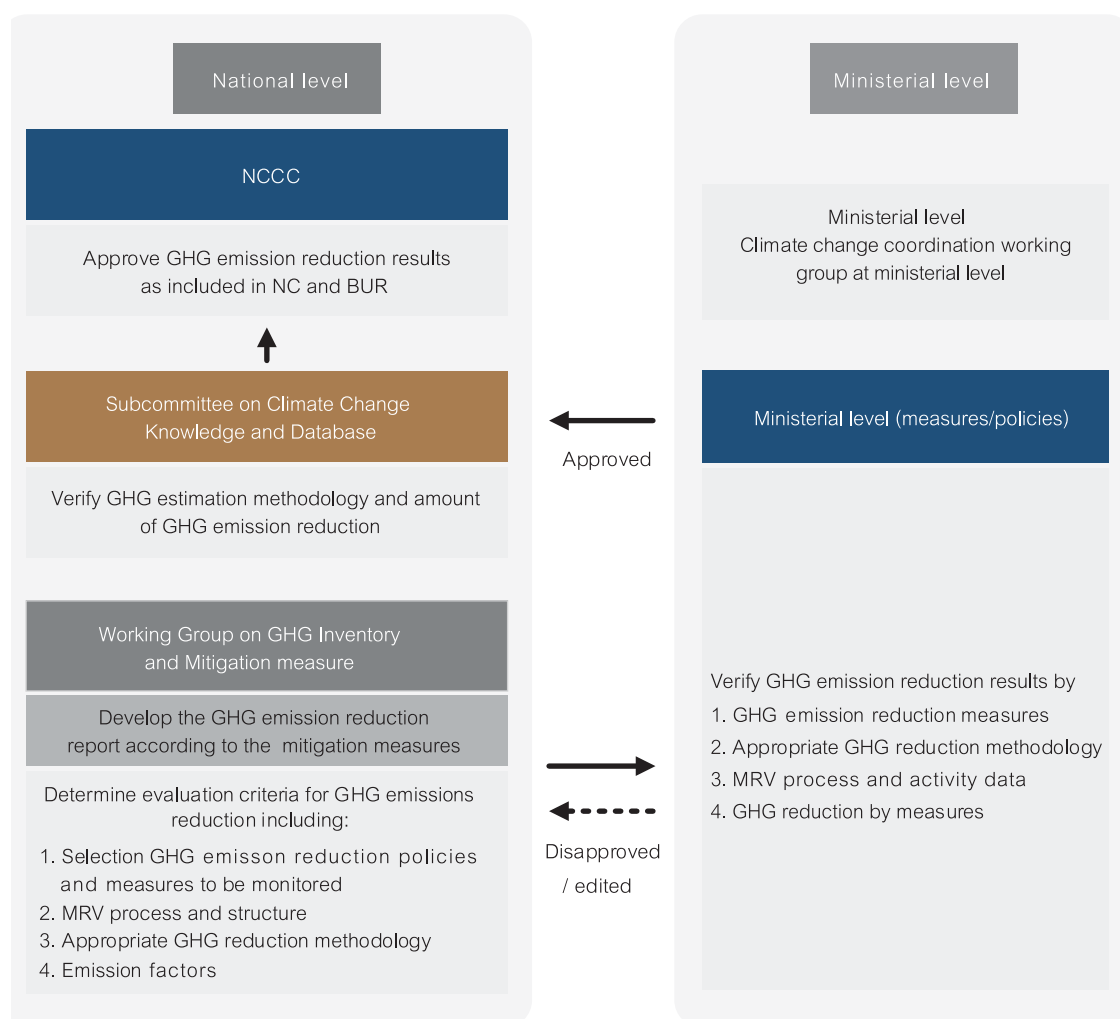 National level
NCCC
Approve GHG emission reduction results
as included in NC and BUR
Subcommittee on Climate Change
Knowledge and Database
Verify GHG estimation methodology and amount
of GHG emission reduction
Working Group on GHG Inventory
and Mitigation measure
Develop the GHG emission reduction
report according to the mitigation measures
Determine evaluation criteria for GHG emissions
reduction including:
1. Selection GHG emisson reduction policies
and measures to be monitored
2. MRV process and structure
3. Appropriate GHG reduction methodology
4. Emission factors
Approved
Disapproved
/ edited
Ministerial level
Ministerial level
Climate change coordination working
group at ministerial level
Ministerial level (measures/policies)
Verify GHG emission reduction results by
1. GHG emission reduction measures
2. Appropriate GHG reduction methodology
3. MRV process and activity data
4. GHG reduction by measures